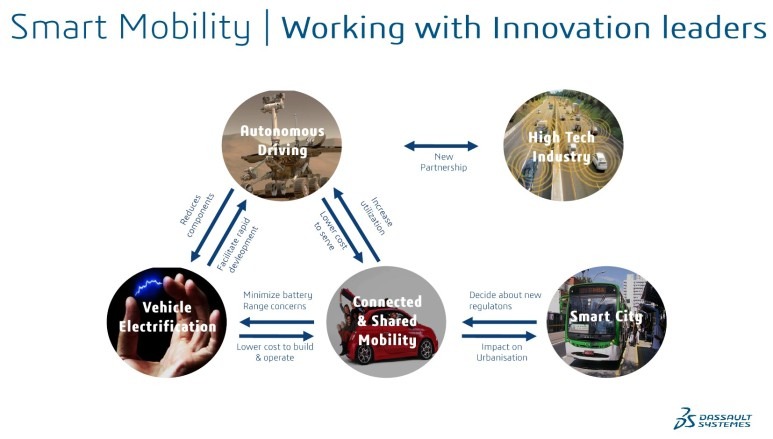 Smart Mobility | Working with Innovation leaders
Autonomous
Driving
High Tech
Industry
New
Partnership
Reduces
components
Facilitate rapid
devleopment
Lower cost
to serve
Increase
utilization
Vehicle
Electrification
Minimize battery
Range concerns
Lower cost to build
& operate
Connected
& Shared
Mobility
Decide about new
regulatons
Impact on
Urbanisation
Smart City
DASSAULT
SYSTEMES